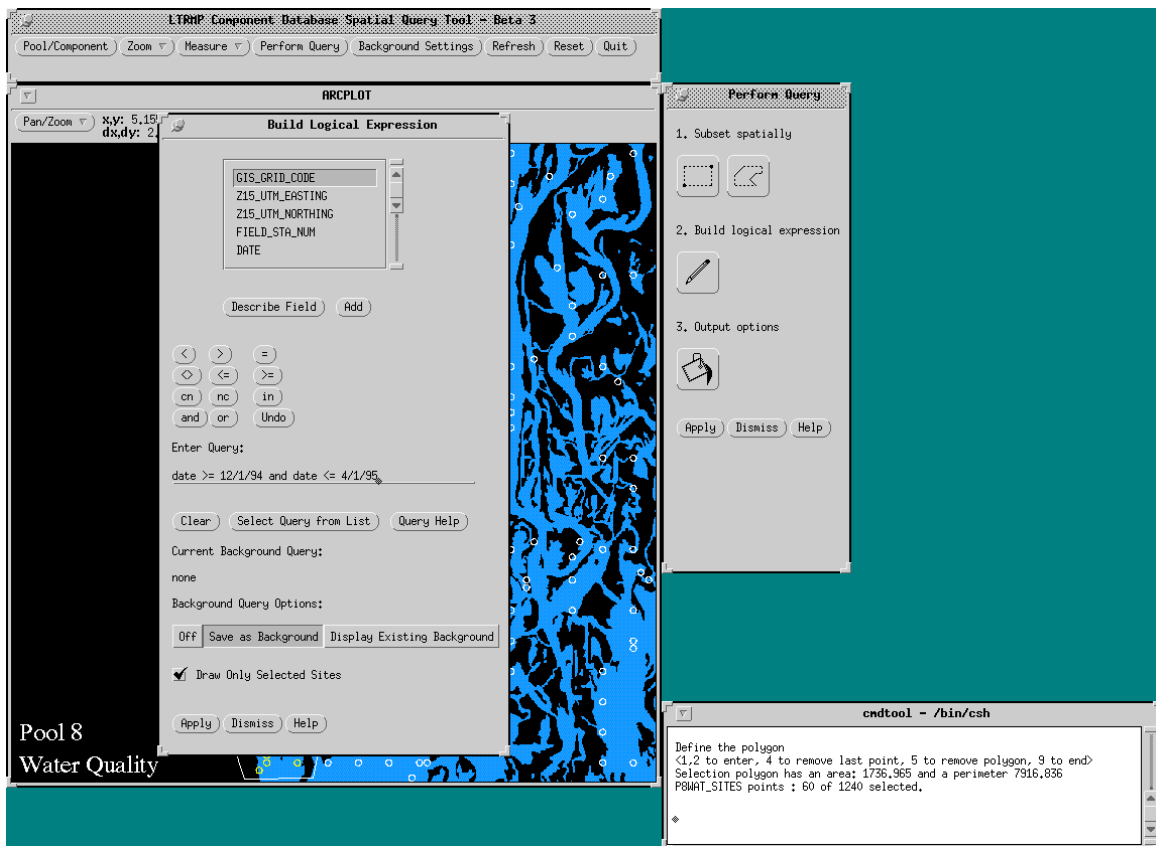 LTRMP Component Database Spatial Query Tool - Beta 3
Pool/Component Zoom Measure Perform Query Background Settings Refresh Reset Quit
ARCPLOT
Pan/Zoom x,y: 5.15
dx,dy: 2.
Build Logical Expression
GIS_GRID_CODE
Z15_UTM_EASTING
Z15_UTM_NORTHING
FIELD_STA_NUM
DATE
Describe Field Add
< > =
<> <= >=
cn nc in
and or Undo
Enter Query:
date >= 12/1/94 and date <= 4/1/95
Clear Select Query from List Query Help
Current Background Query:
none
Background Query Options:
Off Save as Background Display Existing Background
Draw Only Selected Sites
Apply Dismiss Help
Pool 8
Water Quality
Perform Query
1. Subset spatially
2. Build logical expression
3. Output options
Apply Dismiss Help
cmdtool - /bin/csh
Define the polygon
<1,2 to enter, 4 to remove last point, 5 to remove polygon, 9 to end>
Selection polygon has an area: 1736.965 and a perimeter 7916.836
P8WAT_SITES points : 60 of 1240 selected.